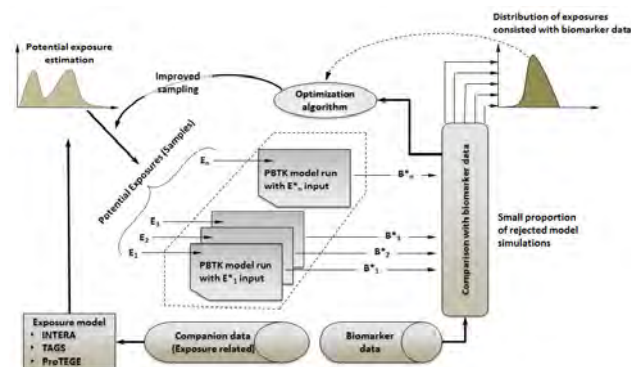 Potential exposure
estimation
Improved
sampling
Optimization
algorithm
Distribution of exposures
consisted with biomarker data
Potential Exposures (Samples)
Eₙ
PBTK model run
with E*ₙ input
B*ₙ
E₃
E₂
E₁
PBTK model run
with E*₁ input
B*₃
B*₂
B*₁
Comparison with biomarker data
Small proportion
of rejected model
simulations
Exposure model
• INTERA
• TAGS
• ProTEGE
Companion data
(Exposure related)
Biomarker
data